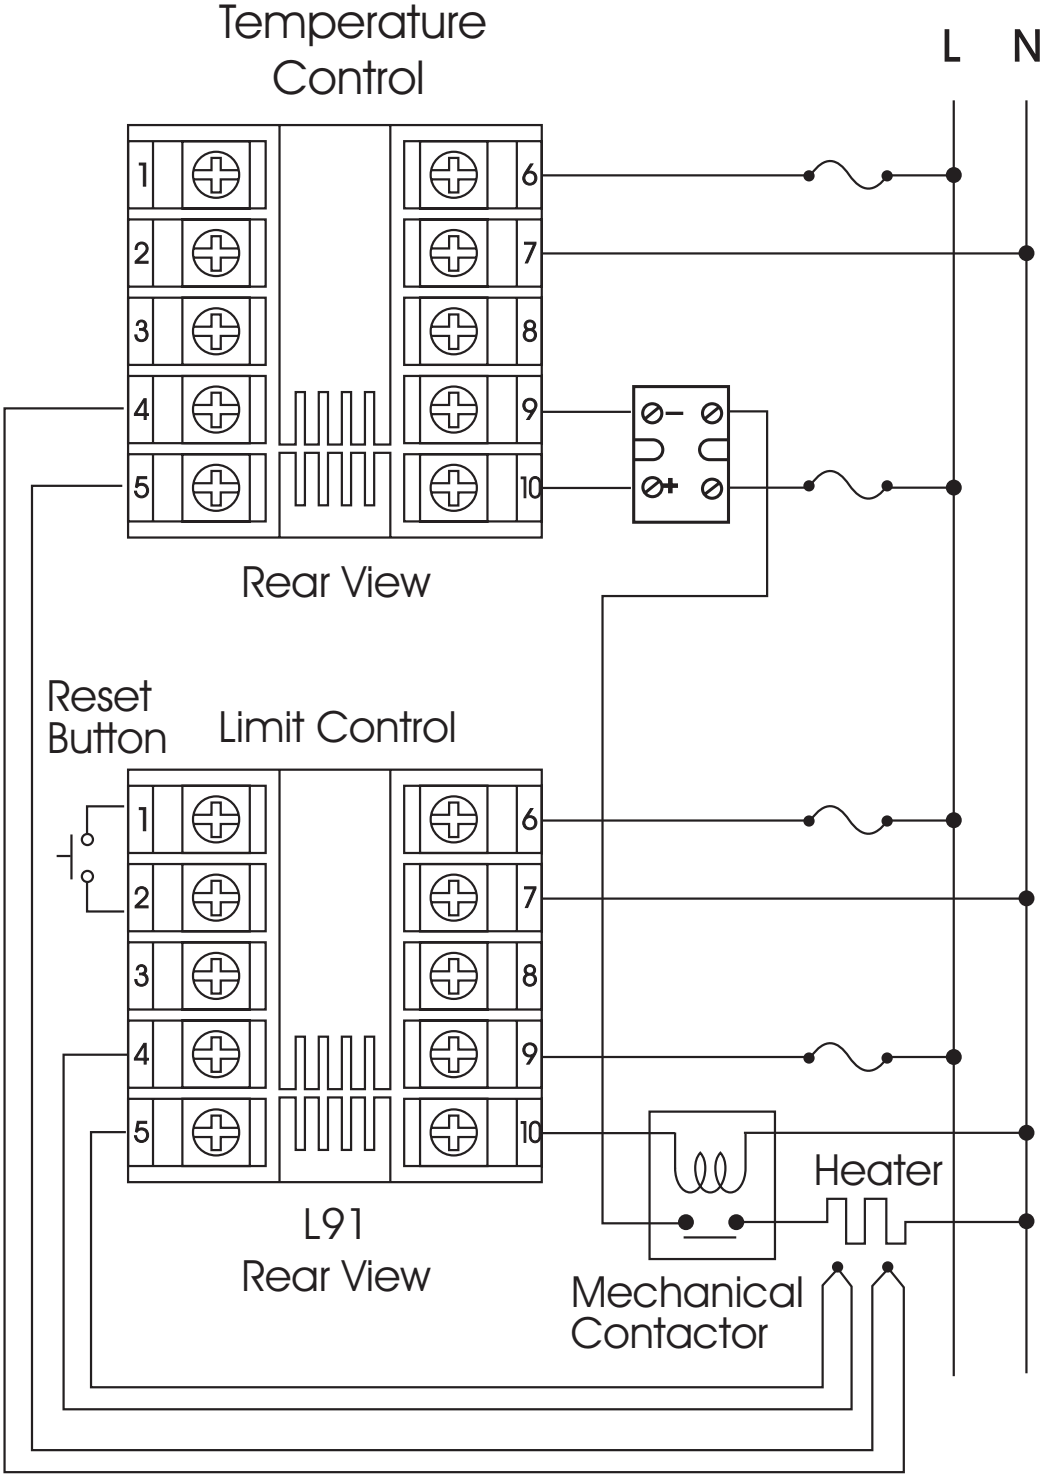 Temperature
Control
L N
1 6
2 7
3 8
4 9 −
5 10 +
Rear View
Reset
Button
Limit Control
1 6
2 7
3 8
4 9
5 10
Heater
L91
Rear View
Mechanical
Contactor